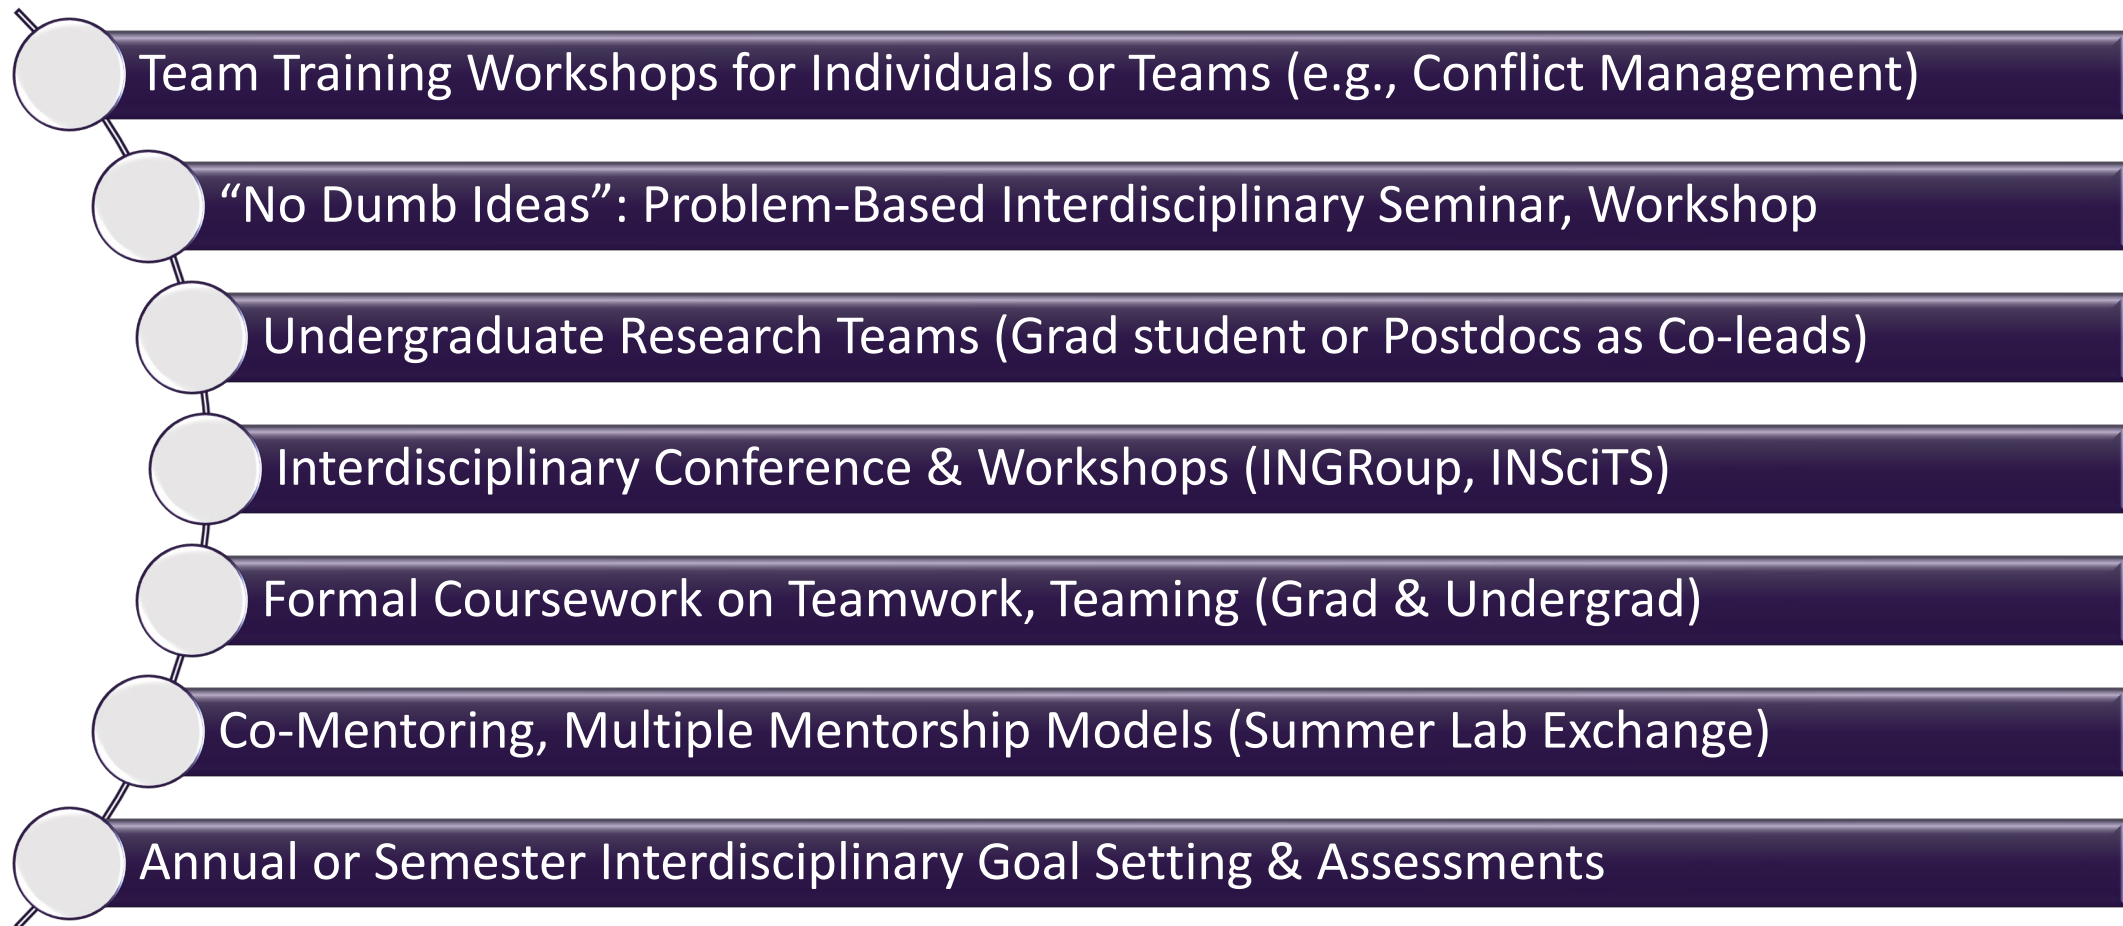 Team Training Workshops for Individuals or Teams (e.g., Conflict Management)
“No Dumb Ideas”: Problem-Based Interdisciplinary Seminar, Workshop
Undergraduate Research Teams (Grad student or Postdocs as Co-leads)
Interdisciplinary Conference & Workshops (INGRoup, INSciTS)
Formal Coursework on Teamwork, Teaming (Grad & Undergrad)
Co-Mentoring, Multiple Mentorship Models (Summer Lab Exchange)
Annual or Semester Interdisciplinary Goal Setting & Assessments